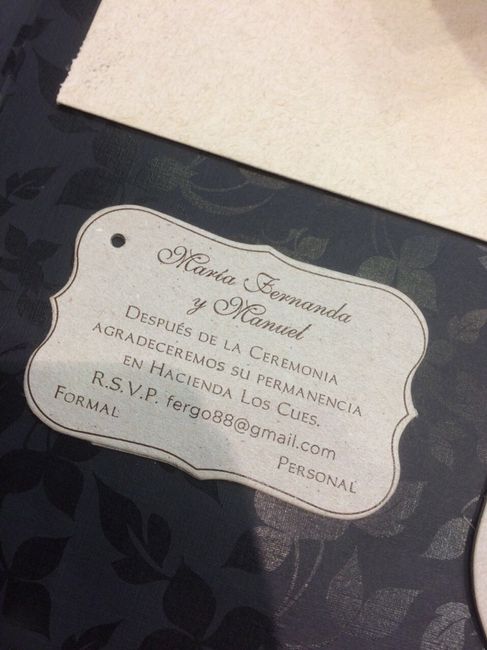 María Fernanda
y Manuel
Después de la Ceremonia
agradeceremos su permanencia
en Hacienda Los Cues.
R.S.V.P. fergo88@gmail.com
Formal
Personal